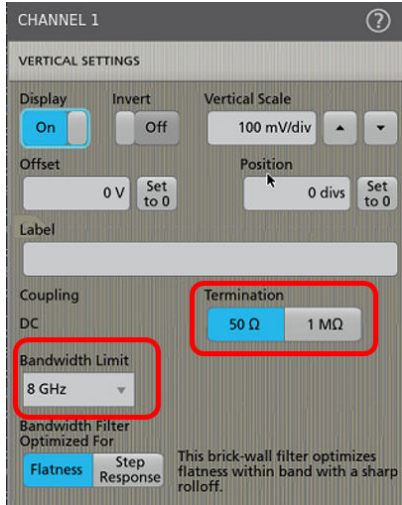 CHANNEL 1
?
VERTICAL SETTINGS
Display Invert Vertical Scale
On Off 100 mV/div
Offset Position
0 V Set to 0 0 divs Set to 0
Label
Coupling Termination
DC 50 Ω 1 MΩ
Bandwidth Limit
8 GHz
Bandwidth Filter
Optimized For
Flatness Step Response
This brick-wall filter optimizes
flatness within band with a sharp
rolloff.